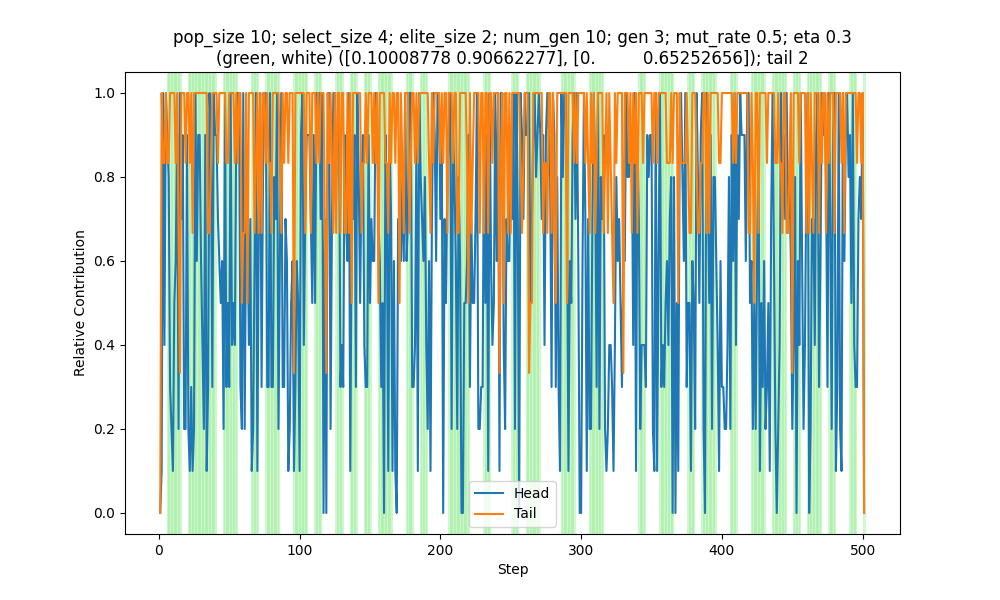 pop_size 10; select_size 4; elite_size 2; num_gen 10; gen 3; mut_rate 0.5; eta 0.3
(green, white) ([0.10008778 0.90662277], [0.         0.65252656]); tail 2
1.0
0.8
0.6
0.4
0.2
0.0
Relative Contribution
Head
Tail
0
100
200
300
400
500
Step